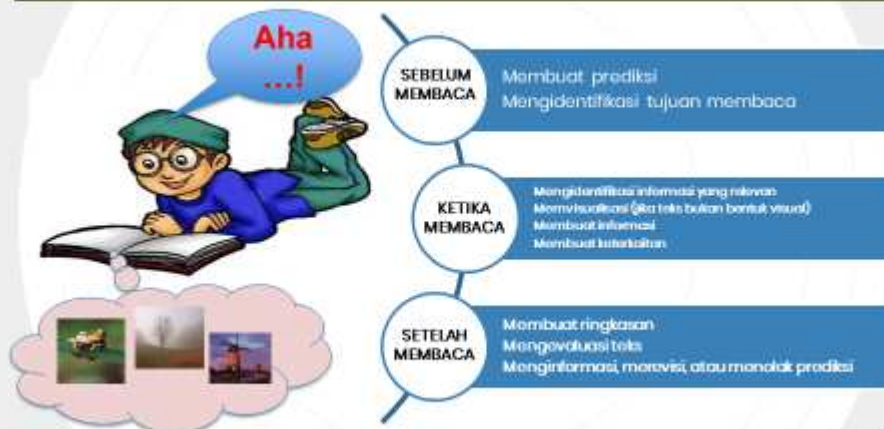 Aha
...!
SEBELUM
MEMBACA
Membuat prediksi
Mengidentifikasi tujuan membaca
KETIKA
MEMBACA
Mengidentifikasi informasi yang relevan
Memvisualisasi (jika teks bukan bentuk visual)
Membuat informasi
Membuat keterkaitan
SETELAH
MEMBACA
Membuat ringkasan
Mengevaluasi teks
Menginformasi, merevisi, atau menolak prediksi